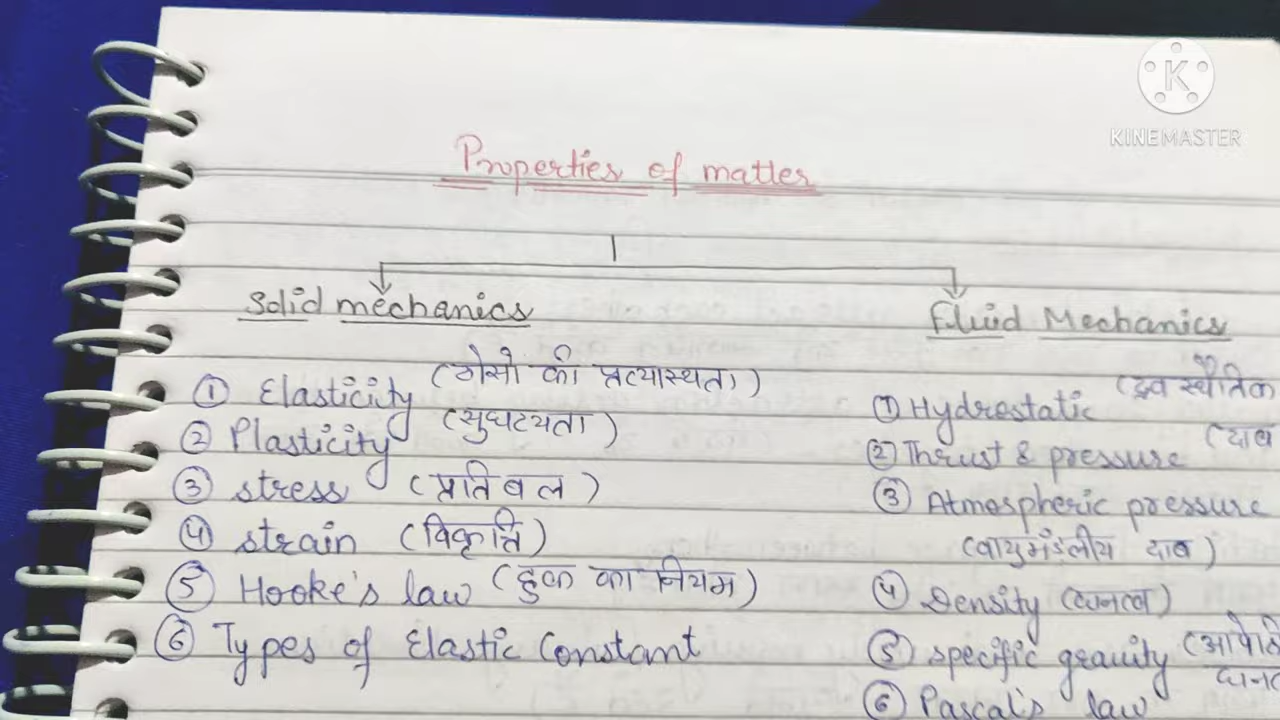 KINEMASTER
Properties of matter
Solid mechanics
① Elasticity (गेसो की प्रत्यास्थता)
② Plasticity (सुघटयता)
③ stress (प्रतिबल)
④ strain (विकृत्ति)
⑤ Hooke's law (हुक का नियम)
⑥ Types of Elastic Constant
Fluid Mechanics
① Hydrostatic (द्रव स्थैतिक
② Thrust & pressure (दाब
③ Atmospheric pressure
(वायुमंडलीय दाब)
④ Density (घनत्व)
⑤ specific gravity
⑥ Pascal's law